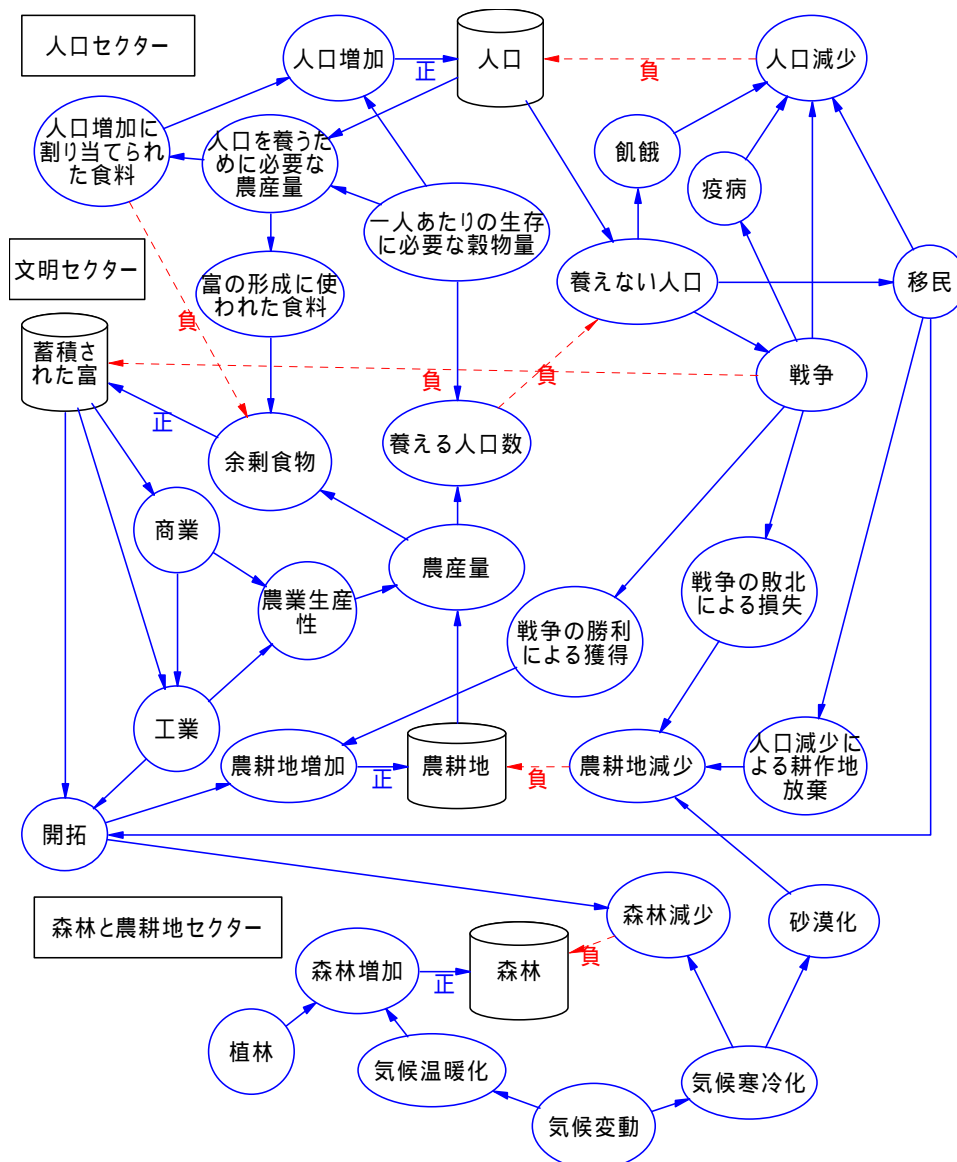 人口セクター
人口増加
正
人口
負
人口減少
人口増加に
割り当てられ
た食料
人口を養うた
めに必要な
農産量
飢餓
疫病
一人あたりの生存
に必要な穀物量
文明セクター
富の形成に使
われた食料
養えない人口
移民
負
蓄積さ
れた富
負
負
戦争
正
余剰食物
養える人口数
商業
農産量
農業生産
性
戦争の敗北
による損失
戦争の勝利
による獲得
工業
農耕地増加
正
農耕地
負
農耕地減少
人口減少に
よる耕作地
放棄
開拓
森林と農耕地セクター
森林減少
砂漠化
森林増加
正
森林
負
植林
気候温暖化
気候寒冷化
気候変動